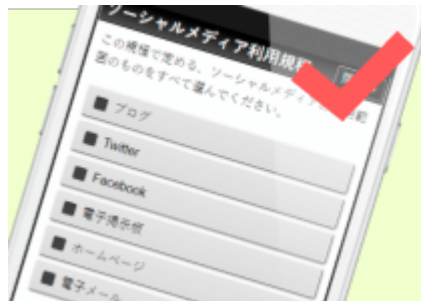 ソーシャルメディア利用規
この規程で定める、ソーシャルメディア
囲のものをすべて選んでください。
ブログ
Twitter
Facebook
電子掲示板
ホームページ
電子メール